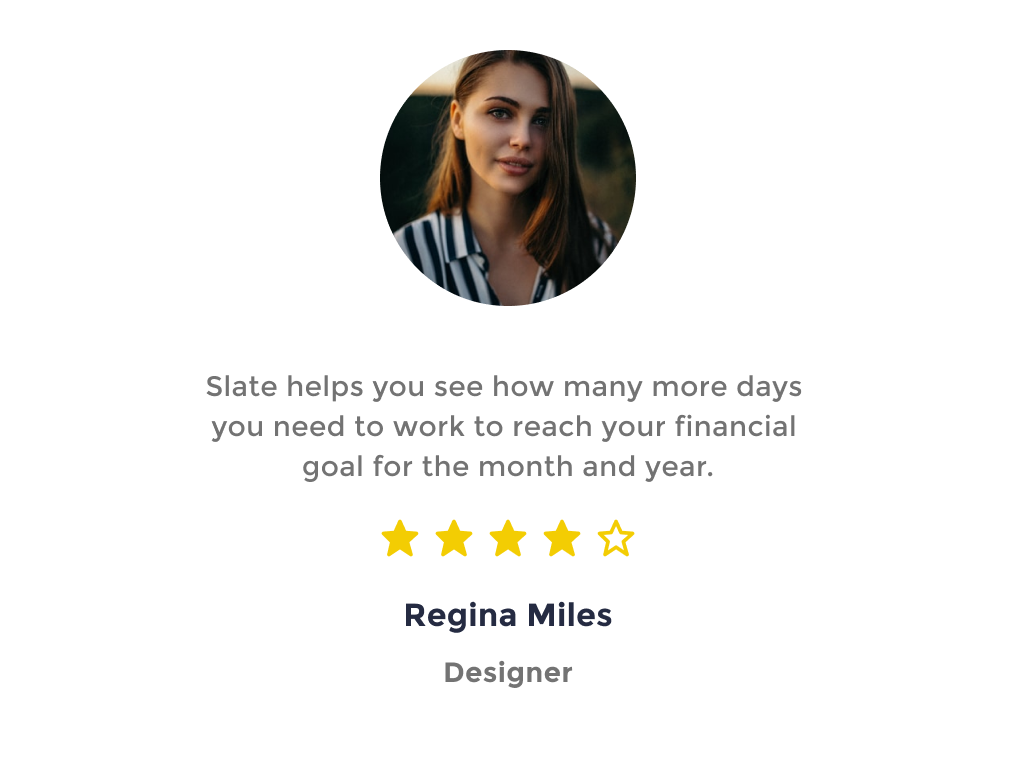 Slate helps you see how many more days
you need to work to reach your financial
goal for the month and year.
Regina Miles
Designer